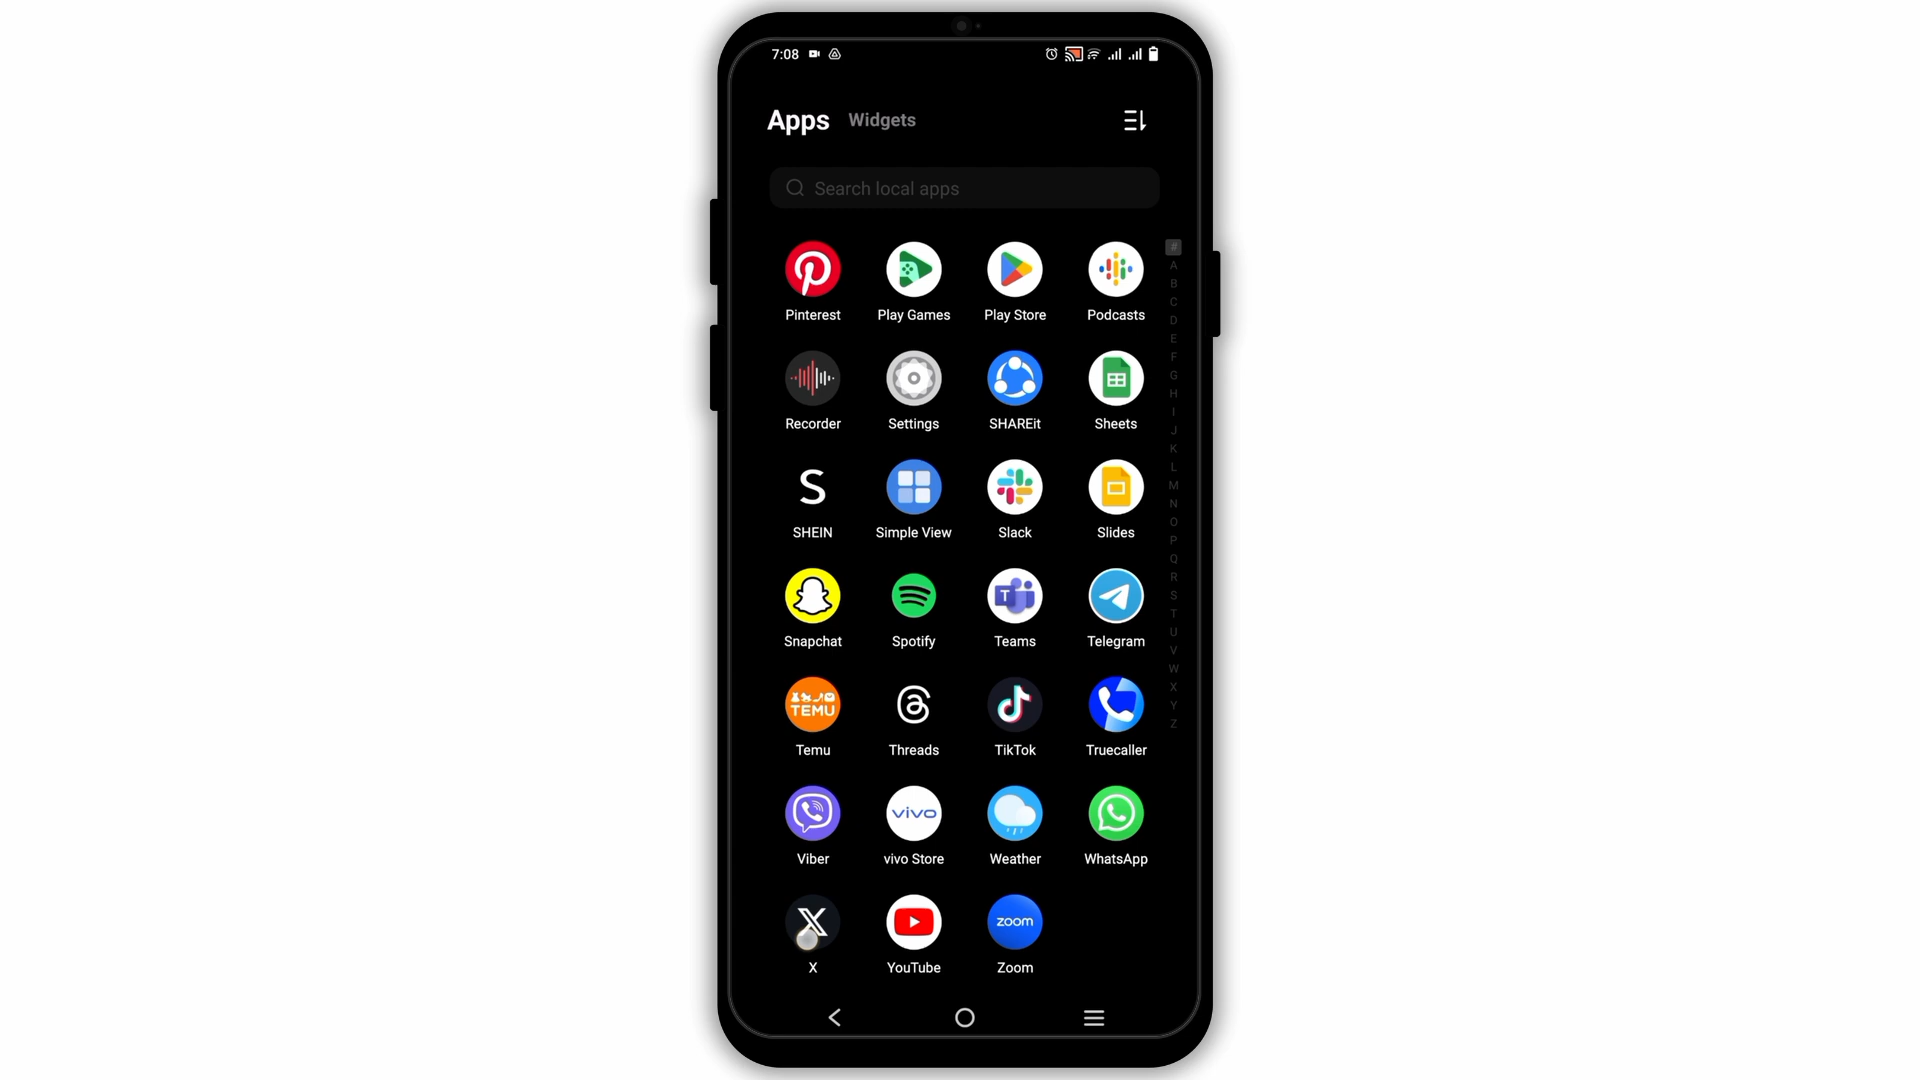 7:08
Apps Widgets
Search local apps
#
A
B
C
D
E
F
G
H
I
J
K
L
M
N
O
P
Q
R
S
T
U
V
W
X
Y
Z
Pinterest Play Games Play Store Podcasts
Recorder Settings SHAREit Sheets
S
SHEIN Simple View Slack Slides
T
Snapchat Spotify Teams Telegram
TEMU
Temu Threads TikTok Truecaller
vivo
Viber vivo Store Weather WhatsApp
X zoom
X YouTube Zoom